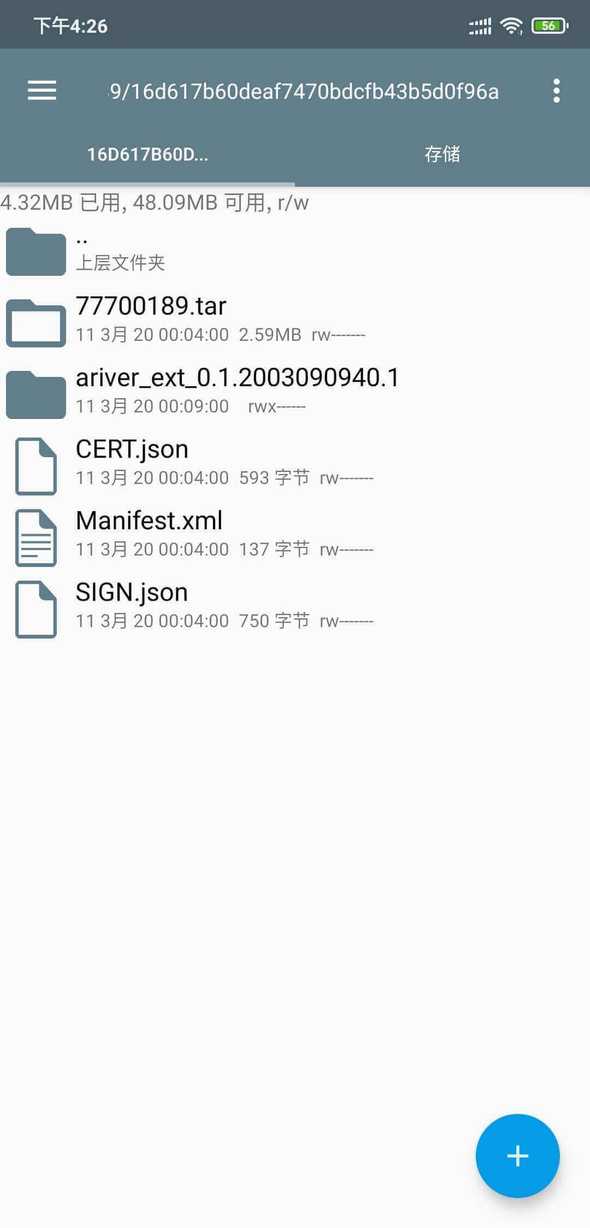 下午4:26
56
9/16d617b60deaf7470bdcfb43b5d0f96a
16D617B60D...
存储
4.32MB 已用, 48.09MB 可用, r/w
..
上层文件夹
77700189.tar
11 3月 20 00:04:00 2.59MB rw-------
ariver_ext_0.1.2003090940.1
11 3月 20 00:09:00 rwx------
CERT.json
11 3月 20 00:04:00 593 字节 rw-------
Manifest.xml
11 3月 20 00:04:00 137 字节 rw-------
SIGN.json
11 3月 20 00:04:00 750 字节 rw-------